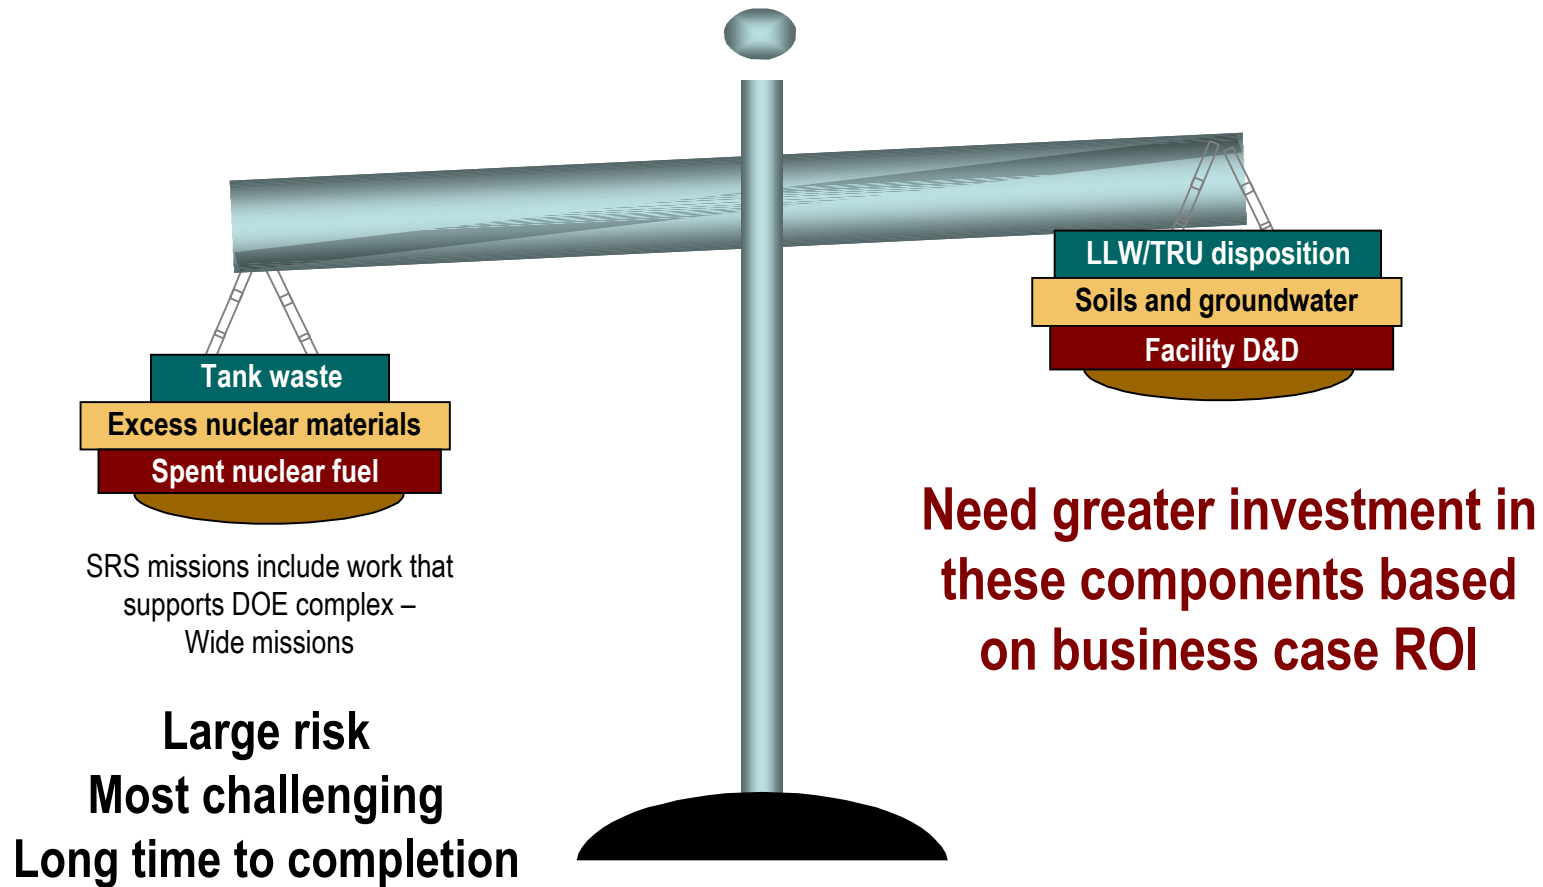 LLW/TRU disposition
Soils and groundwater
Facility D&D
Tank waste
Excess nuclear materials
Spent nuclear fuel
SRS missions include work that
supports DOE complex –
Wide missions
Need greater investment in
these components based
on business case ROI
Large risk
Most challenging
Long time to completion